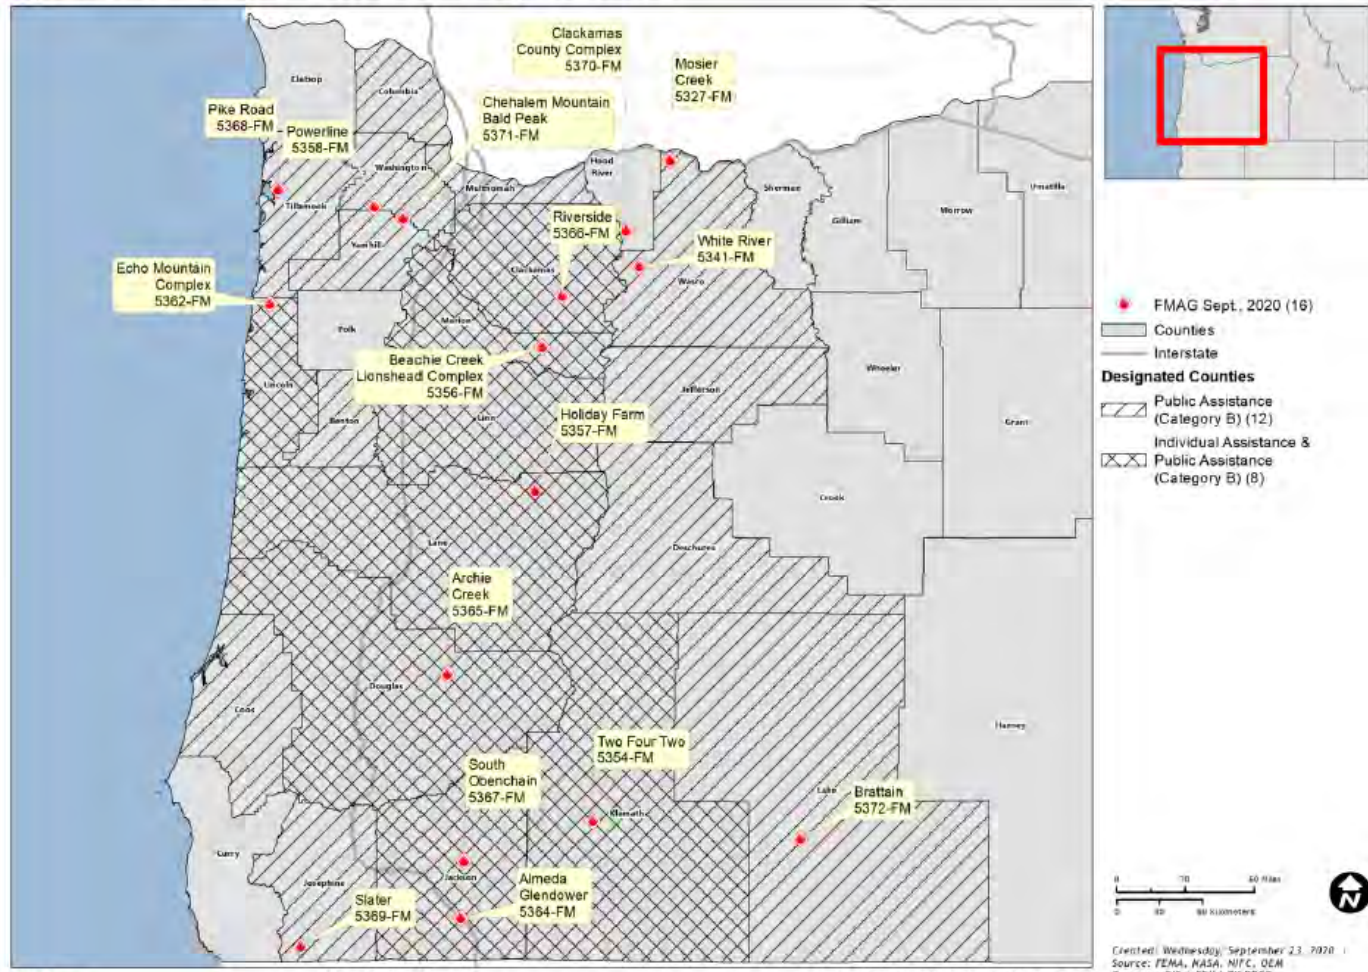 Clackamas
County Complex
5370-FM
Mosier
Creek
5327-FM
Chehalem Mountain
Bald Peak
5371-FM
Pike Road
5368-FM
Powerline
5358-FM
Clatsop
Columbia
Washington
Tillamook
Yamhill
Multnomah
Hood
River
Sherman
Gilliam
Morrow
Umatilla
Riverside
5366-FM
White River
5341-FM
Echo Mountain
Complex
5362-FM
Clackamas
Wasco
Marion
Polk
Beachie Creek
Lionshead Complex
5356-FM
Lincoln
Benton
Linn
Jefferson
Wheeler
Grant
Holiday Farm
5357-FM
Crook
Lane
Deschutes
Archie
Creek
5365-FM
Douglas
Coos
Harney
Two Four Two
5354-FM
South
Obenchain
5367-FM
Klamath
Lake
Brattain
5372-FM
Curry
Josephine
Jackson
Slater
5369-FM
Almeda
Glendower
5364-FM
FMAG Sept., 2020 (16)
Counties
Interstate
Designated Counties
Public Assistance
(Category B) (12)
Individual Assistance &
Public Assistance
(Category B) (8)
0 60 Miles
0 Kilometers
N
Created: Wednesday, September 23, 2020
Source: FEMA, NASA, NIFC, OEM